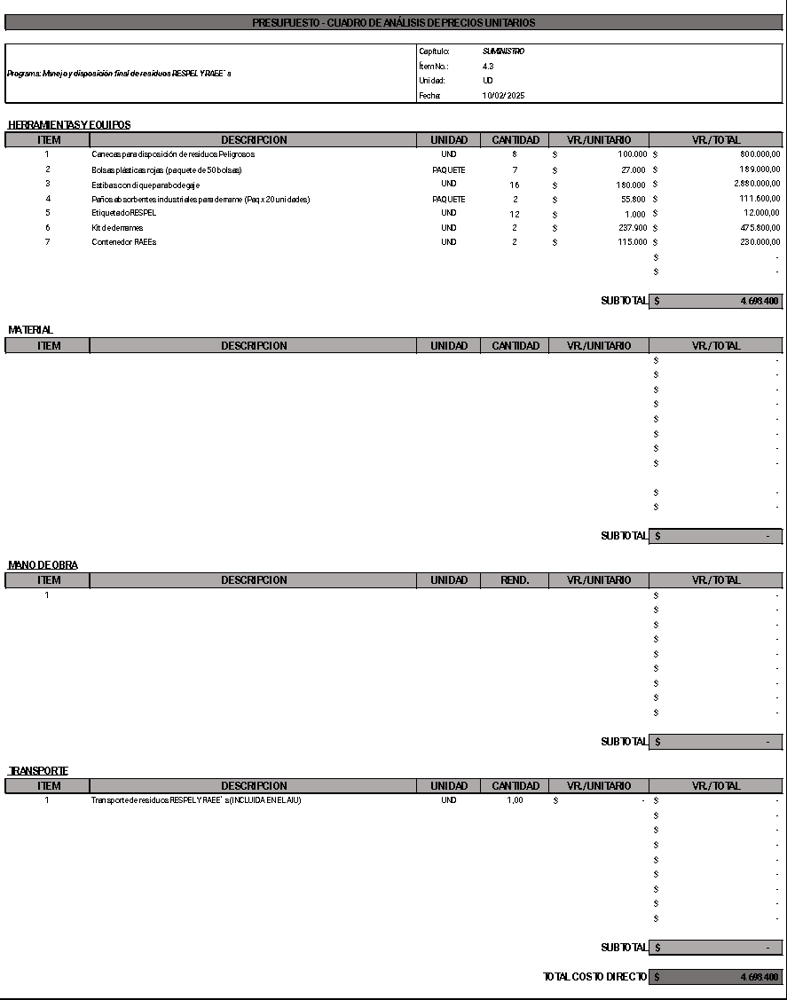 PRESUPUESTO - CUADRO DE ANÁLISIS DE PRECIOS UNITARIOS
Programa: Manejo y disposición final de residuos RESPEL Y RAEE´s
Capítulo: SUMINISTRO
Ítem No.: 4.3
Unidad: UD
Fecha: 10/02/2025
HERRAMIENTAS Y EQUIPOS
ITEM DESCRIPCION UNIDAD CANTIDAD VR./UNITARIO VR./TOTAL
1 Canecas para disposición de residuos Peligrosos UND 8 $ 100.000 $ 800.000,00
2 Bolsas plásticas rojas (paquete de 50 bolsas) PAQUETE 7 $ 27.000 $ 189.000,00
3 Estibas con dique para bodegaje UND 16 $ 180.000 $ 2.880.000,00
4 Paños absorbentes industriales para derrame (Paq x 20 unidades) PAQUETE 2 $ 55.800 $ 111.600,00
5 Etiquetado RESPEL UND 12 $ 1.000 $ 12.000,00
6 Kit de derrames UND 2 $ 237.900 $ 475.800,00
7 Contenedor RAEEs UND 2 $ 115.000 $ 230.000,00
$ -
$ -
SUBTOTAL $ 4.698.400
MATERIAL
ITEM DESCRIPCION UNIDAD CANTIDAD VR./UNITARIO VR./TOTAL
$ -
$ -
$ -
$ -
$ -
$ -
$ -
$ -
$ -
$ -
SUBTOTAL $ -
MANO DE OBRA
ITEM DESCRIPCION UNIDAD REND. VR./UNITARIO VR./TOTAL
1 $ -
$ -
$ -
$ -
$ -
$ -
$ -
$ -
$ -
SUBTOTAL $ -
TRANSPORTE
ITEM DESCRIPCION UNIDAD CANTIDAD VR./UNITARIO VR./TOTAL
1 Transporte de residuos RESPEL Y RAEE´s (INCLUIDA EN EL AIU) UND 1,00 $ - $ -
$ -
$ -
$ -
$ -
$ -
$ -
$ -
$ -
SUBTOTAL $ -
TOTAL COSTO DIRECTO $ 4.698.400